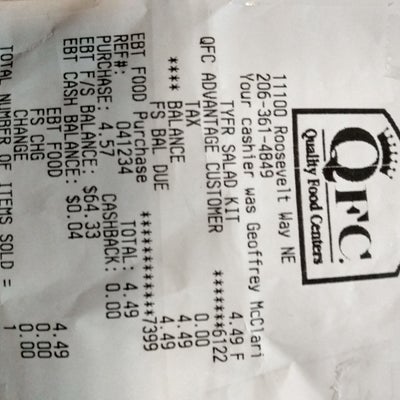 QFC
Quality Food Centers
11100 Roosevelt Way NE
206-361-4849
Your cashier was Geoffrey McClari
TYER SALAD KIT 4.49 F
QFC ADVANTAGE CUSTOMER *******6122
TAX 0.00
**** BALANCE 4.49
FS BAL DUE 4.49
EBT FOOD Purchase ************7399
REF#: 041234 TOTAL: 4.49
PURCHASE: 4.57 CASHBACK: 0.00
EBT F/S BALANCE: $64.33
EBT CASH BALANCE: $0.04
EBT FOOD 4.49
FS CHG 0.00
CHANGE 0.00
TOTAL NUMBER OF ITEMS SOLD = 1